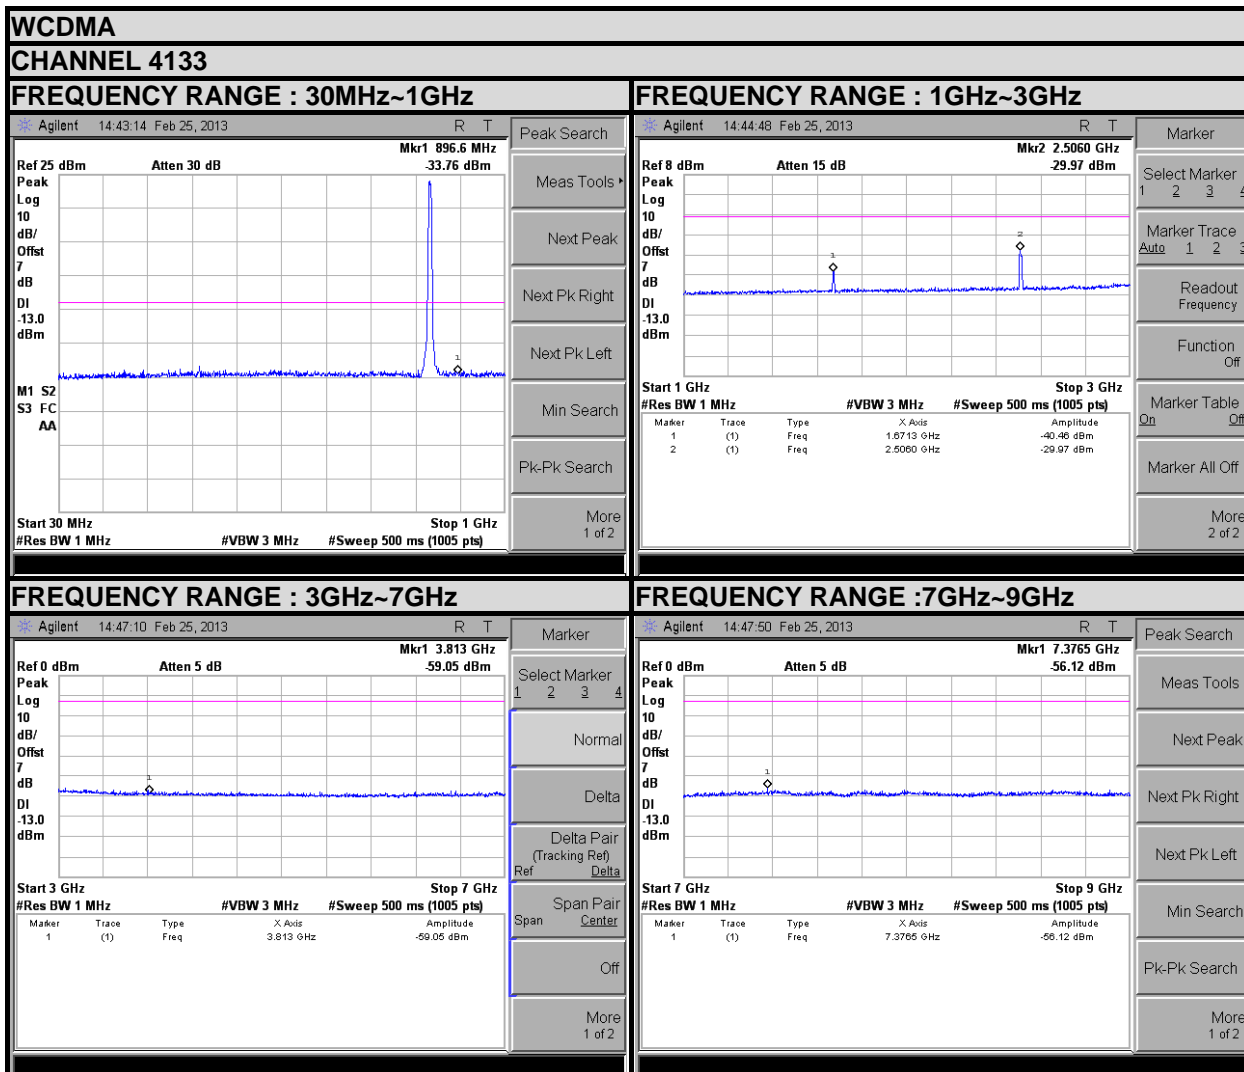 WCDMA
CHANNEL 4133
FREQUENCY RANGE : 30MHz~1GHz
Agilent 14:43:14 Feb 25, 2013 R T
Mkr1 896.6 MHz
Ref 25 dBm Atten 30 dB -33.76 dBm
Peak
Log
10
dB/
Offst
7
dB
DI
-13.0
dBm
M1 S2
S3 FC
AA
1
Start 30 MHz Stop 1 GHz
#Res BW 1 MHz #VBW 3 MHz #Sweep 500 ms (1005 pts)
Peak Search
Meas Tools
Next Peak
Next Pk Right
Next Pk Left
Min Search
Pk-Pk Search
More
1 of 2
FREQUENCY RANGE : 1GHz~3GHz
Agilent 14:44:48 Feb 25, 2013 R T
Mkr2 2.5060 GHz
Ref 8 dBm Atten 15 dB -29.97 dBm
Peak
Log
10
dB/
Offst
7
dB
DI
-13.0
dBm
1
2
Start 1 GHz Stop 3 GHz
#Res BW 1 MHz #VBW 3 MHz #Sweep 500 ms (1005 pts)
Marker Trace Type X Axis Amplitude
1 (1) Freq 1.6713 GHz -40.46 dBm
2 (1) Freq 2.5060 GHz -29.97 dBm
Marker
Select Marker
1 2 3 4
Marker Trace
Auto 1 2 3
Readout
Frequency
Function
Off
Marker Table
On Off
Marker All Off
More
2 of 2
FREQUENCY RANGE : 3GHz~7GHz
Agilent 14:47:10 Feb 25, 2013 R T
Mkr1 3.813 GHz
Ref 0 dBm Atten 5 dB -59.05 dBm
Peak
Log
10
dB/
Offst
7
dB
DI
-13.0
dBm
1
Start 3 GHz Stop 7 GHz
#Res BW 1 MHz #VBW 3 MHz #Sweep 500 ms (1005 pts)
Marker Trace Type X Axis Amplitude
1 (1) Freq 3.813 GHz -59.05 dBm
Marker
Select Marker
1 2 3 4
Normal
Delta
Delta Pair
(Tracking Ref)
Ref Delta
Span Pair
Span Center
Off
More
1 of 2
FREQUENCY RANGE :7GHz~9GHz
Agilent 14:47:50 Feb 25, 2013 R T
Mkr1 7.3765 GHz
Ref 0 dBm Atten 5 dB -56.12 dBm
Peak
Log
10
dB/
Offst
7
dB
DI
-13.0
dBm
1
Start 7 GHz Stop 9 GHz
#Res BW 1 MHz #VBW 3 MHz #Sweep 500 ms (1005 pts)
Marker Trace Type X Axis Amplitude
1 (1) Freq 7.3765 GHz -56.12 dBm
Peak Search
Meas Tools
Next Peak
Next Pk Right
Next Pk Left
Min Search
Pk-Pk Search
More
1 of 2